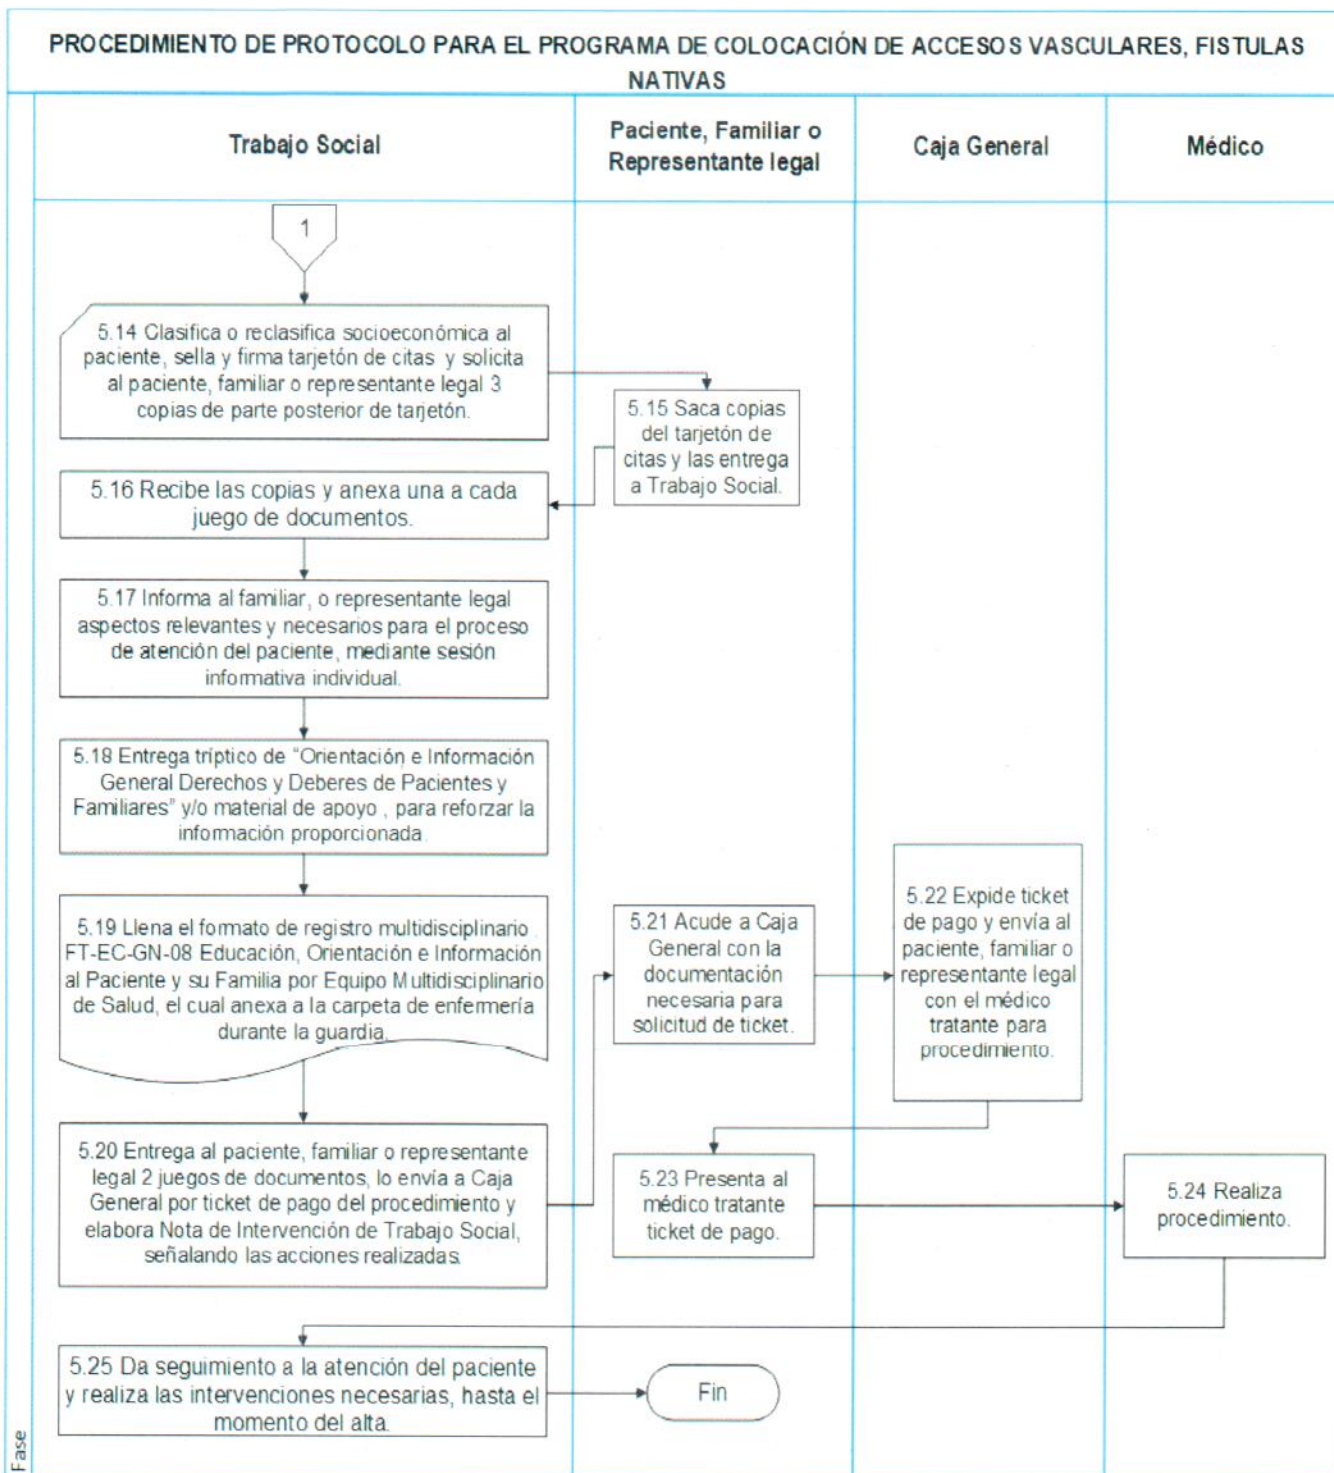 PROCEDIMIENTO DE PROTOCOLO PARA EL PROGRAMA DE COLOCACIÓN DE ACCESOS VASCULARES, FISTULAS
NATIVAS
Trabajo Social
Paciente, Familiar o
Representante legal
Caja General
Médico
1
5.14 Clasifica o reclasifica socioeconómica al
paciente, sella y firma tarjetón de citas y solicita
al paciente, familiar o representante legal 3
copias de parte posterior de tarjetón.
5.15 Saca copias
del tarjetón de
citas y las entrega
a Trabajo Social.
5.16 Recibe las copias y anexa una a cada
juego de documentos.
5.17 Informa al familiar, o representante legal
aspectos relevantes y necesarios para el proceso
de atención del paciente, mediante sesión
informativa individual.
5.18 Entrega tríptico de “Orientación e Información
General Derechos y Deberes de Pacientes y
Familiares” y/o material de apoyo , para reforzar la
información proporcionada.
5.19 Llena el formato de registro multidisciplinario
FT-EC-GN-08 Educación, Orientación e Información
al Paciente y su Familia por Equipo Multidisciplinario
de Salud, el cual anexa a la carpeta de enfermería
durante la guardia.
5.20 Entrega al paciente, familiar o representante
legal 2 juegos de documentos, lo envía a Caja
General por ticket de pago del procedimiento y
elabora Nota de Intervención de Trabajo Social,
señalando las acciones realizadas.
5.21 Acude a Caja
General con la
documentación
necesaria para
solicitud de ticket.
5.22 Expide ticket
de pago y envía al
paciente, familiar o
representante legal
con el médico
tratante para
procedimiento.
5.23 Presenta al
médico tratante
ticket de pago.
5.24 Realiza
procedimiento.
5.25 Da seguimiento a la atención del paciente
y realiza las intervenciones necesarias, hasta el
momento del alta.
Fin
Fase